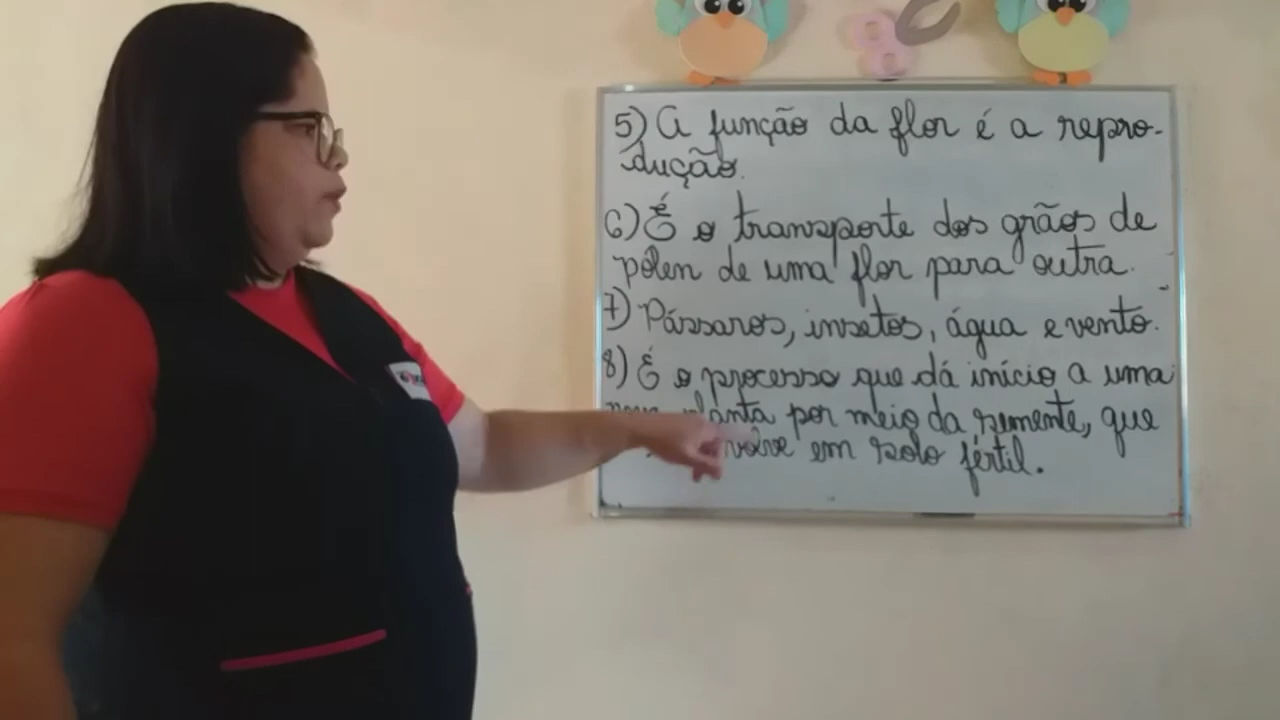 5) A função da flor é a repro-
dução.
6) É o transporte dos grãos de
pólen de uma flor para outra.
7) Pássaros, insetos, água e vento.
8) É o processo que dá início a uma
planta por meio da semente, que
em solo fértil.